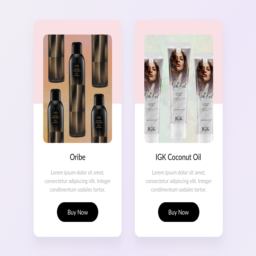 Oribe
Lorem ipsum dolor sit amet,
consectetur adipiscing elit. Integer
condimentum sodales tortor.
Buy Now
IGK Coconut Oil
Lorem ipsum dolor sit amet,
consectetur adipiscing elit. Integer
condimentum sodales tortor.
Buy Now
IGK